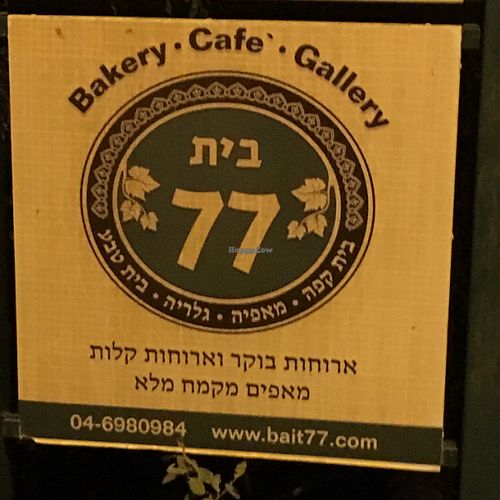 Bakery · Cafe` · Gallery
בית
77
בית קפה · מאפיה · גלריה · בית טבע
HappyCow
ארוחות בוקר וארוחות קלות
מאפים מקמח מלא
04-6980984 www.bait77.com